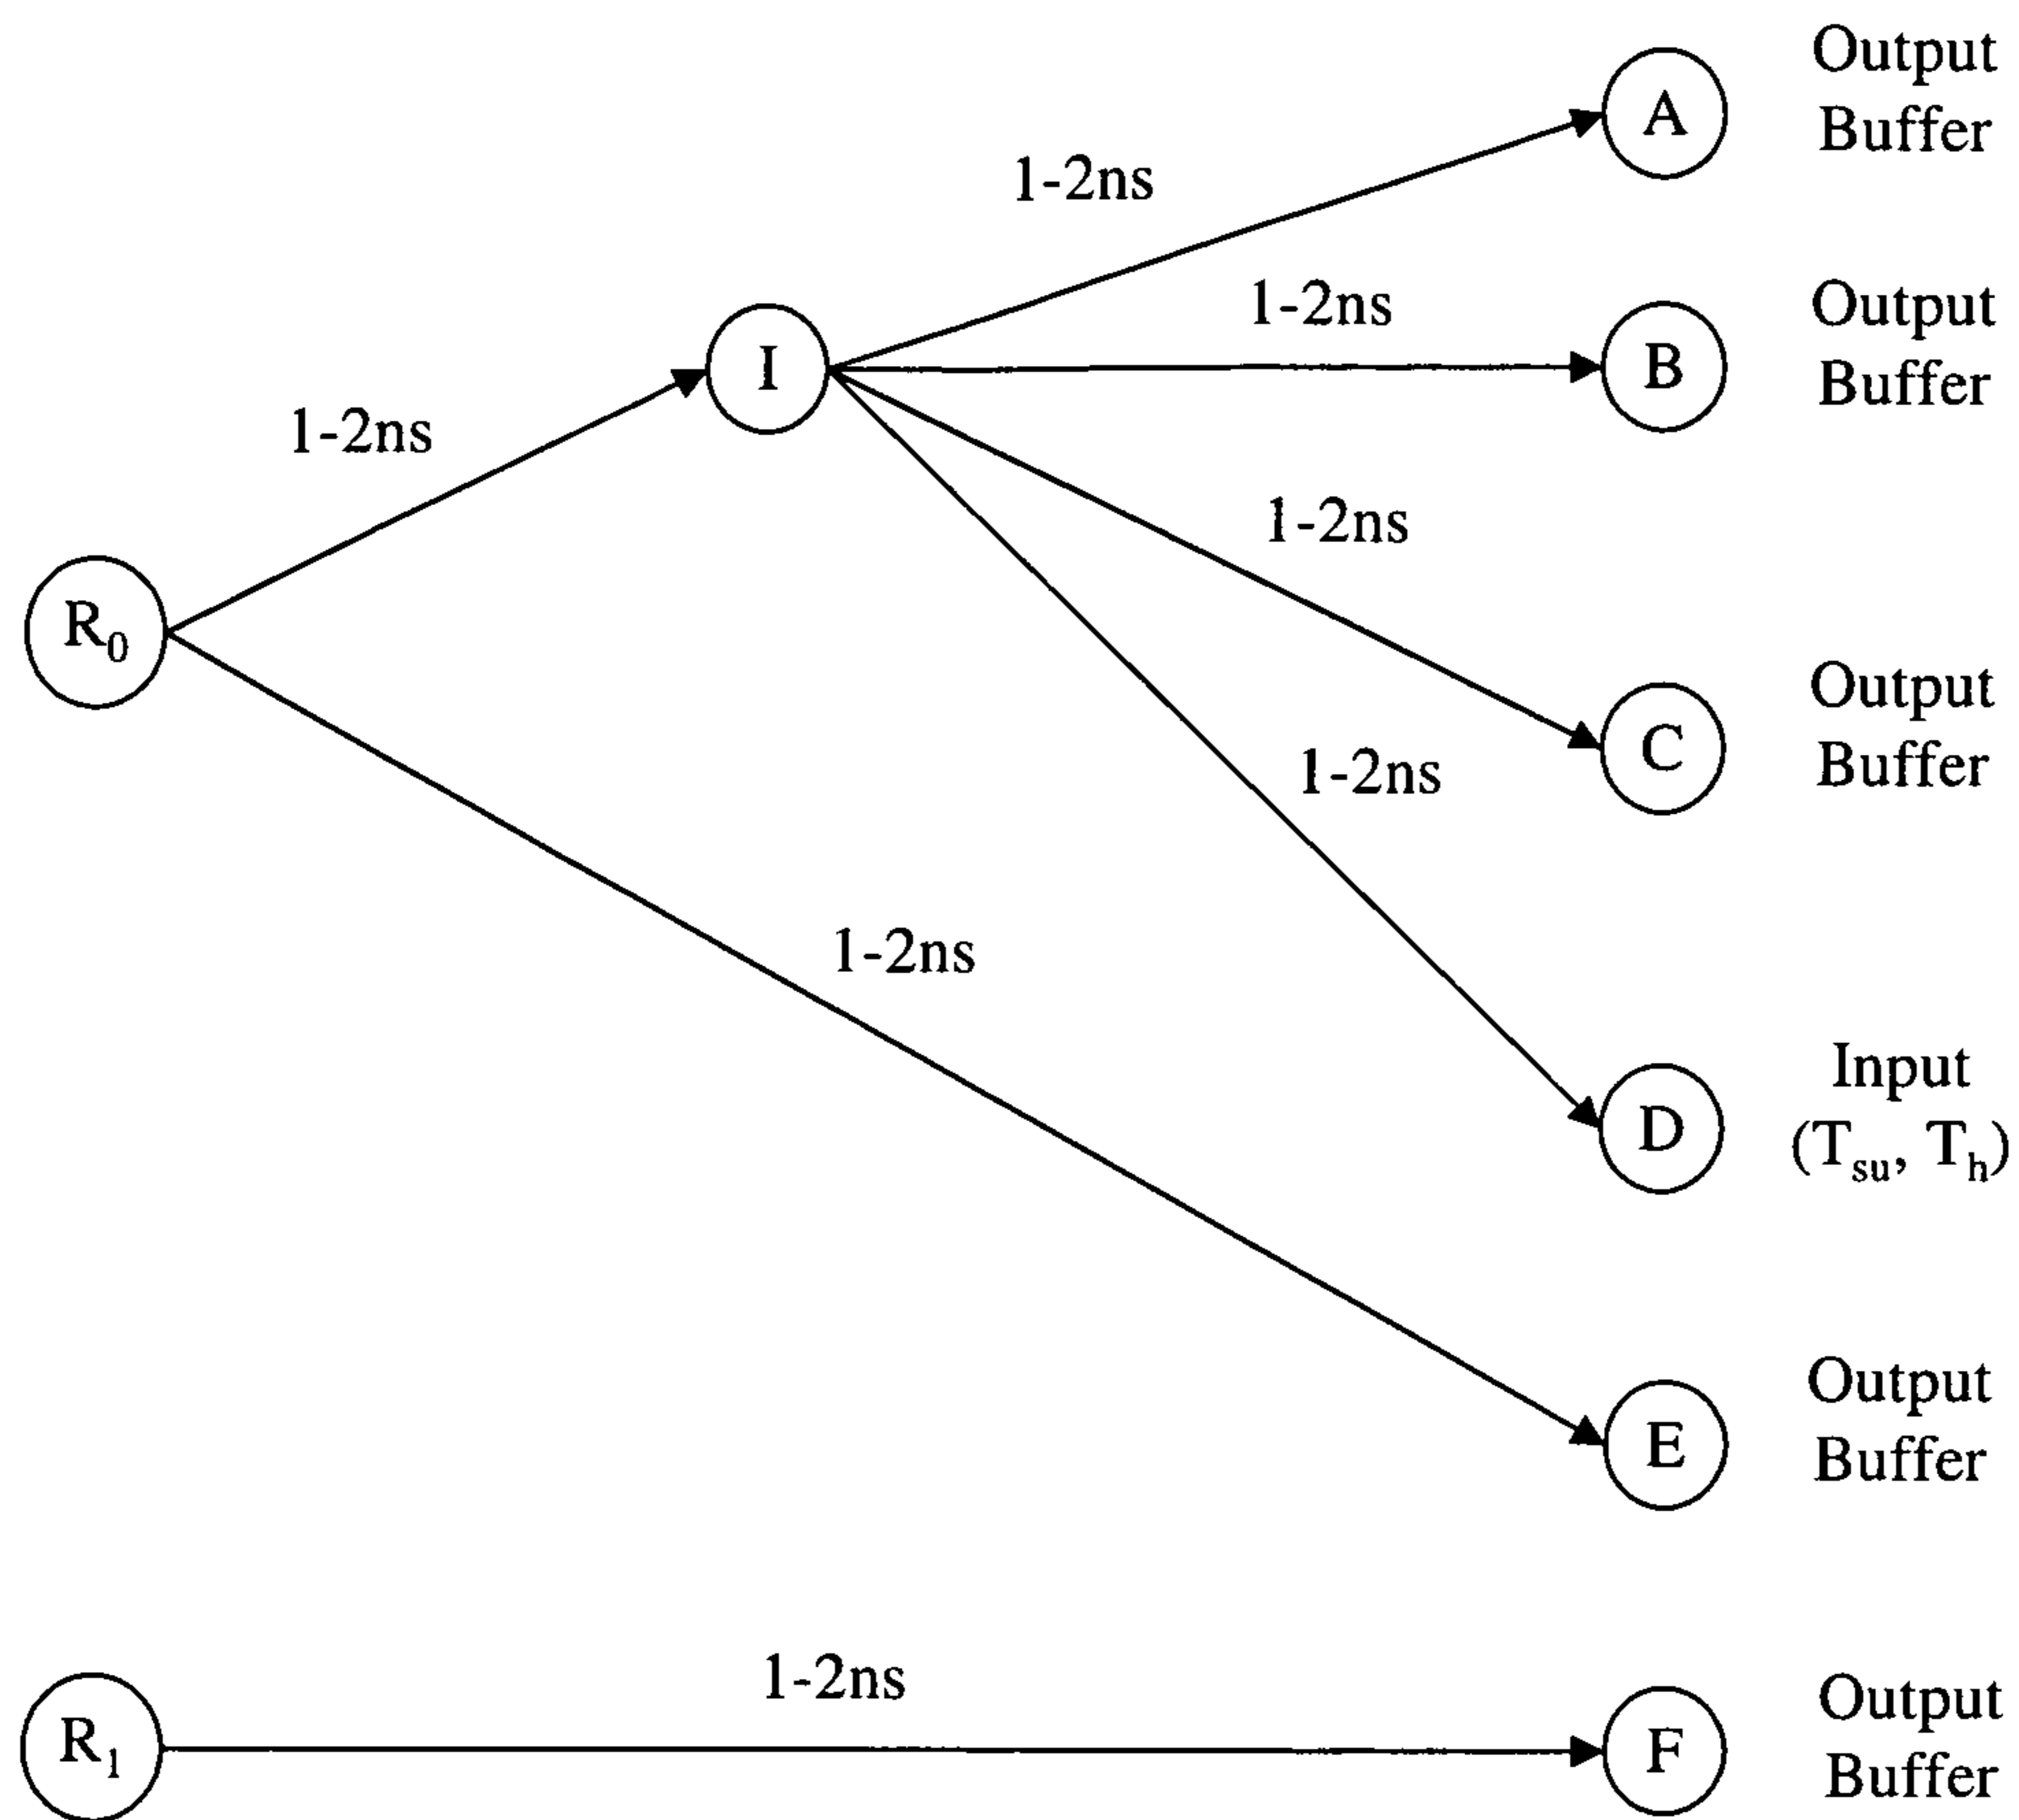 Output
Buffer
A
1-2ns
Output
Buffer
1-2ns
B
I
1-2ns
1-2ns
R0
Output
Buffer
C
1-2ns
1-2ns
Input
(Tsu, Th)
D
Output
Buffer
E
1-2ns
R1
F
Output
Buffer